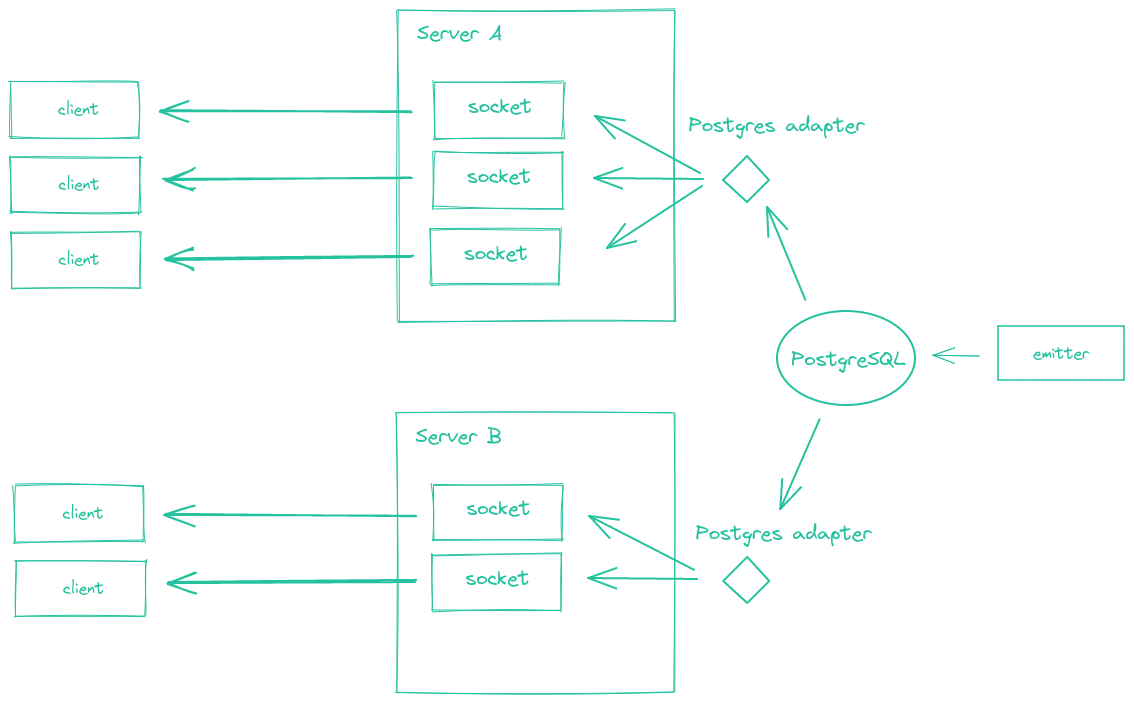 Server A
client
socket
Postgres adapter
client
socket
client
socket
PostgreSQL
emitter
Server B
client
socket
Postgres adapter
client
socket